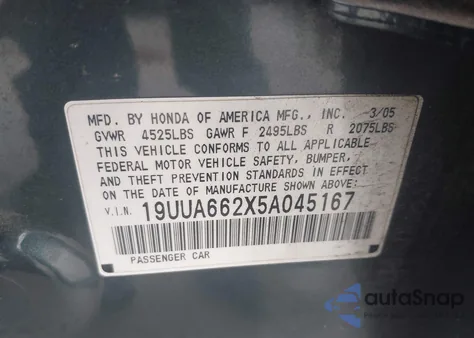 MFD. BY HONDA OF AMERICA MFG., INC. 3/05
GVWR 4525LBS GAWR F 2495LBS R 2075LBS
THIS VEHICLE CONFORMS TO ALL APPLICABLE
FEDERAL MOTOR VEHICLE SAFETY, BUMPER,
AND THEFT PREVENTION STANDARDS IN EFFECT
ON THE DATE OF MANUFACTURE SHOWN ABOVE.
V.I.N. 19UUA662X5A045167
PASSENGER CAR
autoSnap